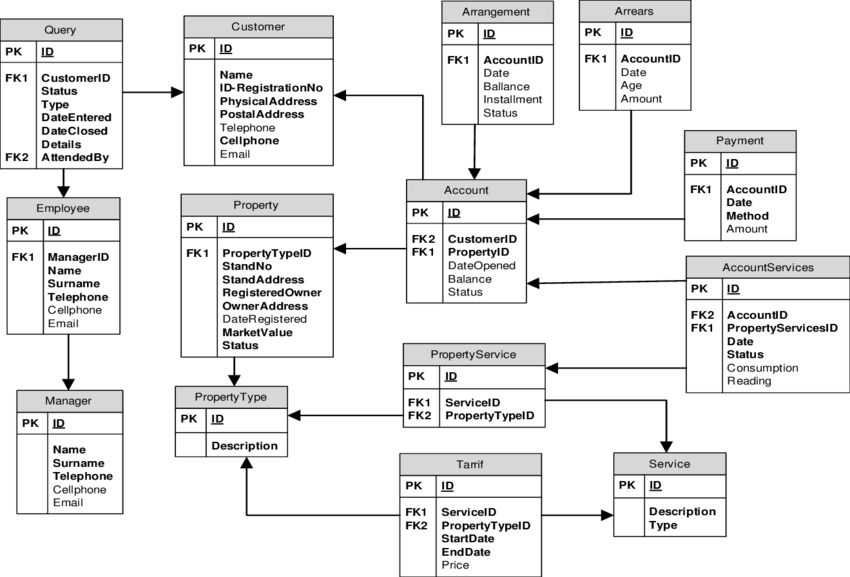 Query
PK ID
FK1 CustomerID
Status
Type
DateEntered
DateClosed
Details
FK2 AttendedBy
Customer
PK ID
Name
ID-RegistrationNo
PhysicalAddress
PostalAddress
Telephone
Cellphone
Email
Arrangement
PK ID
FK1 AccountID
Date
Ballance
Installment
Status
Arrears
PK ID
FK1 AccountID
Date
Age
Amount
Payment
PK ID
FK1 AccountID
Date
Method
Amount
Employee
PK ID
FK1 ManagerID
Name
Surname
Telephone
Cellphone
Email
Property
PK ID
FK1 PropertyTypeID
StandNo
StandAddress
RegisteredOwner
OwnerAddress
DateRegistered
MarketValue
Status
Account
PK ID
FK2 CustomerID
FK1 PropertyID
DateOpened
Balance
Status
AccountServices
PK ID
FK2 AccountID
FK1 PropertyServicesID
Date
Status
Consumption
Reading
Manager
PK ID
Name
Surname
Telephone
Cellphone
Email
PropertyType
PK ID
Description
PropertyService
PK ID
FK1 ServiceID
FK2 PropertyTypeID
Tarrif
PK ID
FK1 ServiceID
FK2 PropertyTypeID
StartDate
EndDate
Price
Service
PK ID
Description
Type